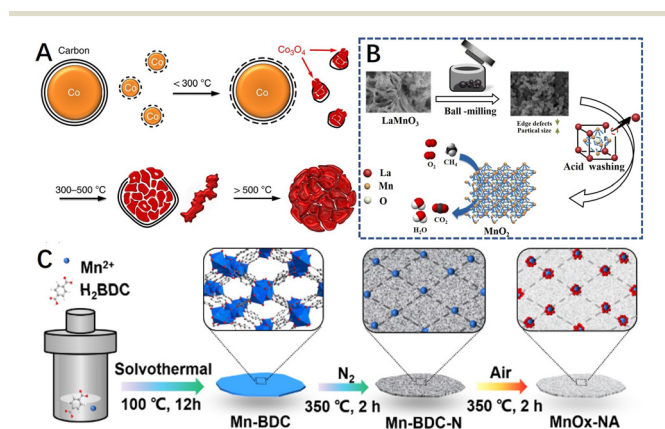 A
Carbon
Co
Co
Co
Co
< 300 °C
Co
Co₃O₄
300–500 °C
> 500 °C
B
LaMnO₃
Ball -milling
Edge defects
Partical size
Acid washing
La
Mn
O
O₂
CH₄
H₂O
CO₂
MnO₂
C
Mn²⁺
H₂BDC
Solvothermal
100 ℃, 12h
Mn-BDC
N₂
350 ℃, 2 h
Mn-BDC-N
Air
350 ℃, 2 h
MnOx-NA